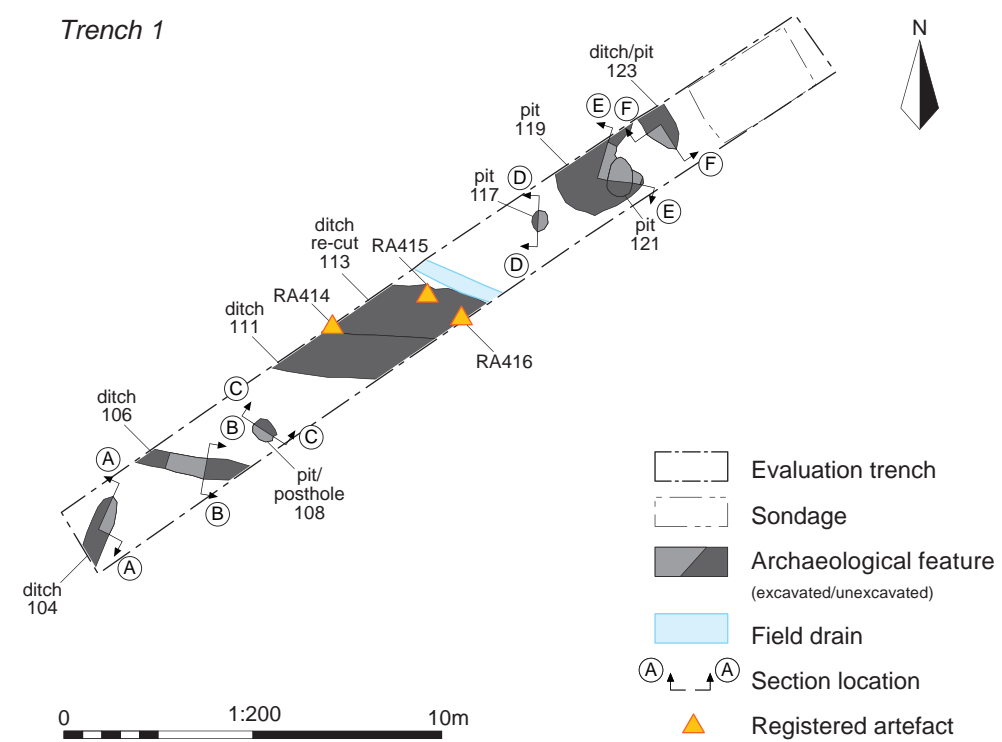 Trench 1
N
ditch/pit
123
E
F
pit
119
F
D
pit
117
E
pit
121
ditch
re-cut
113
RA415
D
RA414
ditch
111
RA416
C
ditch
106
B
C
A
pit/
posthole
108
B
A
ditch
104
Evaluation trench
Sondage
Archaeological feature
(excavated/unexcavated)
Field drain
A
A
Section location
Registered artefact
0
1:200
10m